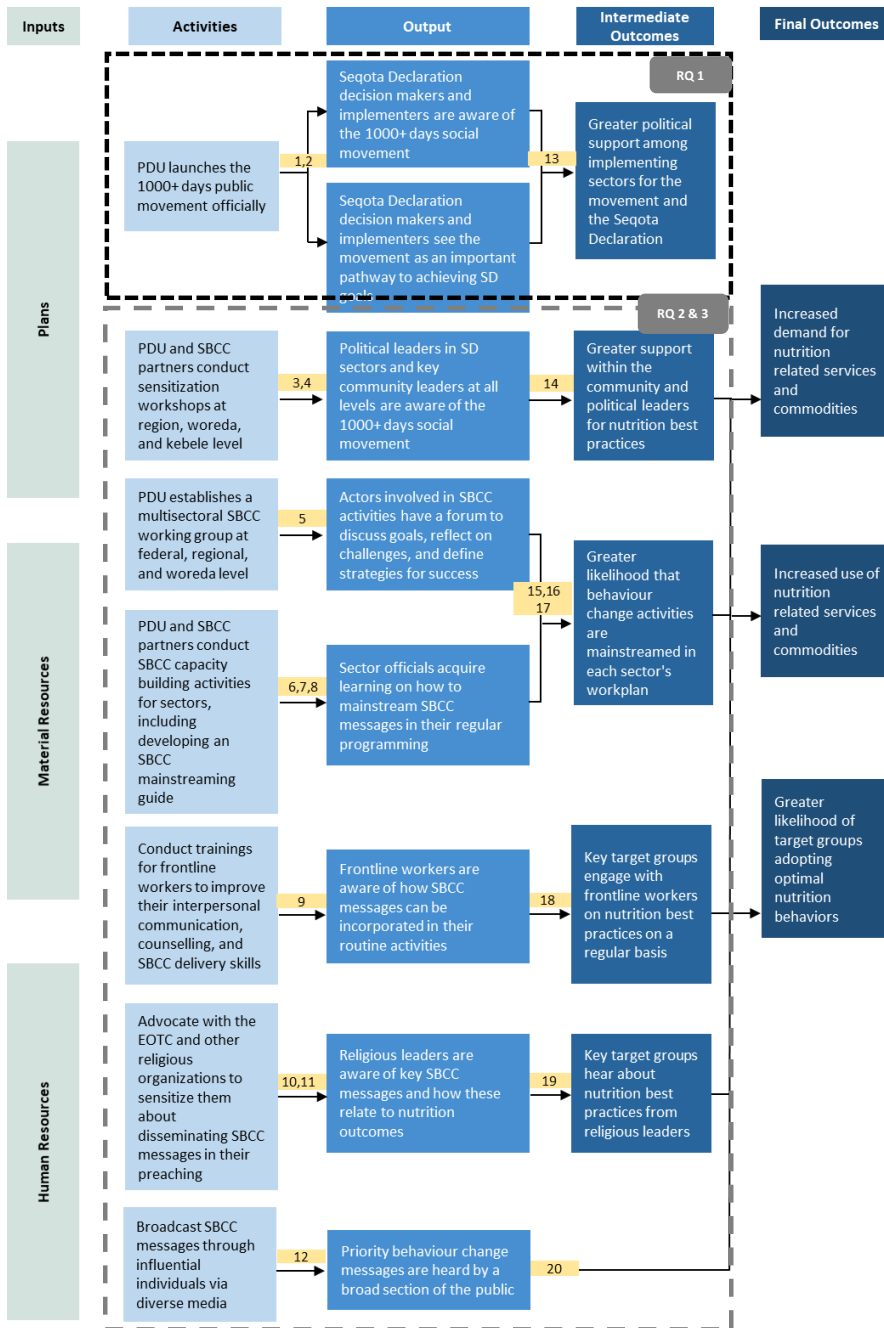 Inputs
Activities
Output
Intermediate
Outcomes
Final Outcomes
RQ 1
Plans
PDU launches the
1000+ days public
movement officially
1,2
Seqota Declaration
decision makers and
implementers are aware of
the 1000+ days social
movement
Seqota Declaration
decision makers and
implementers see the
movement as an important
pathway to achieving SD
goals
13
Greater political
support among
implementing
sectors for the
movement and
the Seqota
Declaration
RQ 2 & 3
PDU and SBCC
partners conduct
sensitization
workshops at
region, woreda,
and kebele level
3,4
Political leaders in SD
sectors and key
community leaders at all
levels are aware of the
1000+ days social
movement
14
Greater support
within the
community and
political leaders
for nutrition best
practices
Increased
demand for
nutrition
related services
and
commodities
PDU establishes a
multisectoral SBCC
working group at
federal, regional,
and woreda level
5
Actors involved in SBCC
activities have a forum to
discuss goals, reflect on
challenges, and define
strategies for success
15,16
17
Greater
likelihood that
behaviour
change activities
are
mainstreamed in
each sector's
workplan
Increased use of
nutrition
related services
and
commodities
Material Resources
PDU and SBCC
partners conduct
SBCC capacity
building activities
for sectors,
including
developing an
SBCC
mainstreaming
guide
6,7,8
Sector officials acquire
learning on how to
mainstream SBCC
messages in their regular
programming
Conduct trainings
for frontline
workers to improve
their interpersonal
communication,
counselling, and
SBCC delivery skills
9
Frontline workers are
aware of how SBCC
messages can be
incorporated in their
routine activities
18
Key target groups
engage with
frontline workers
on nutrition best
practices on a
regular basis
Greater
likelihood of
target groups
adopting
optimal
nutrition
behaviors
Human Resources
Advocate with the
EOTC and other
religious
organizations to
sensitize them
about
disseminating SBCC
messages in their
preaching
10,11
Religious leaders are
aware of key SBCC
messages and how these
relate to nutrition
outcomes
19
Key target groups
hear about
nutrition best
practices from
religious leaders
Broadcast SBCC
messages through
influential
individuals via
diverse media
12
Priority behaviour change
messages are heard by a
broad section of the public
20